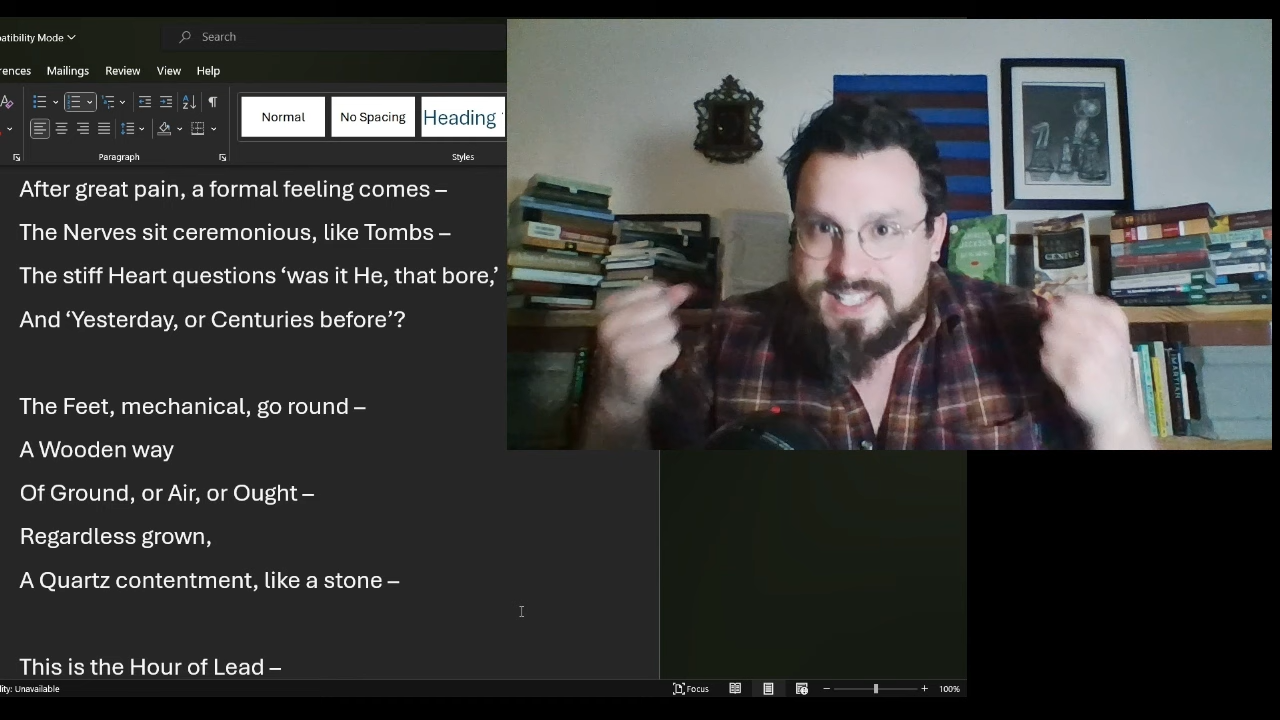 atibility Mode
Search
rences Mailings Review View Help
Normal
No Spacing
Heading
Paragraph
Styles
After great pain, a formal feeling comes –
The Nerves sit ceremonious, like Tombs –
The stiff Heart questions ‘was it He, that bore,’
And ‘Yesterday, or Centuries before’?
The Feet, mechanical, go round –
A Wooden way
Of Ground, or Air, or Ought –
Regardless grown,
A Quartz contentment, like a stone –
This is the Hour of Lead –
GENIUS
lity: Unavailable
Focus
100%